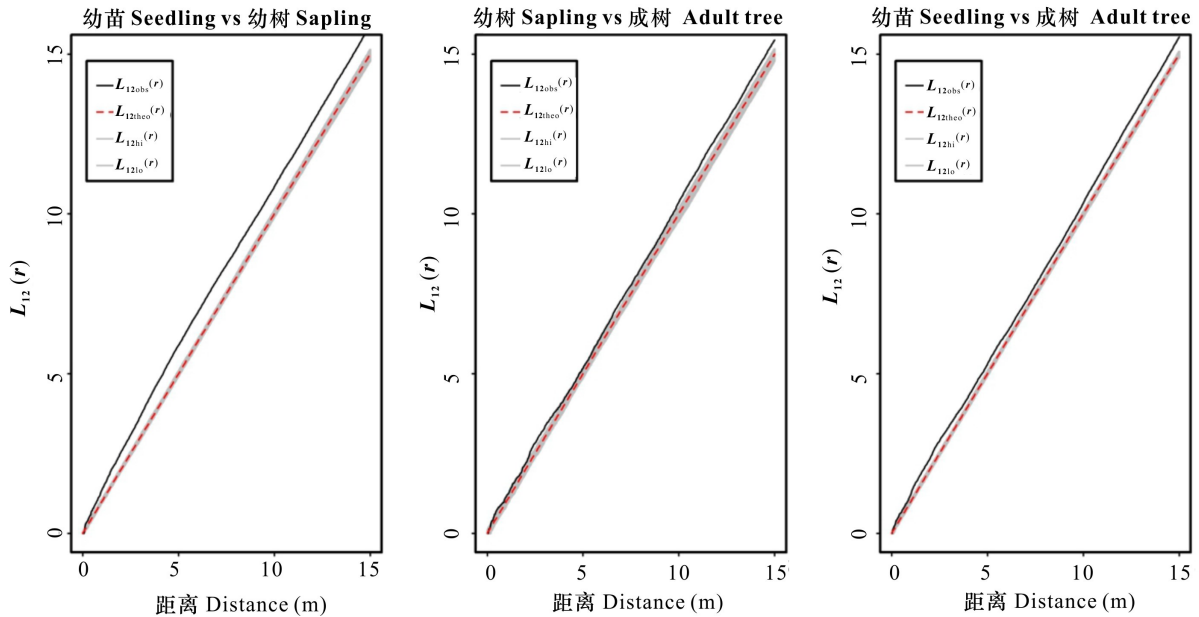 幼苗 Seedling vs 幼树 Sapling
L12obs(r)
L12theo(r)
L12hi(r)
L12lo(r)
15
10
5
0
L12 (r)
0 5 10 15
距离 Distance (m)
幼树 Sapling vs 成树 Adult tree
L12obs(r)
L12theo(r)
L12hi(r)
L12lo(r)
15
10
5
0
L12 (r)
0 5 10 15
距离 Distance (m)
幼苗 Seedling vs 成树 Adult tree
L12obs(r)
L12theo(r)
L12hi(r)
L12lo(r)
15
10
5
0
L12 (r)
0 5 10 15
距离 Distance (m)